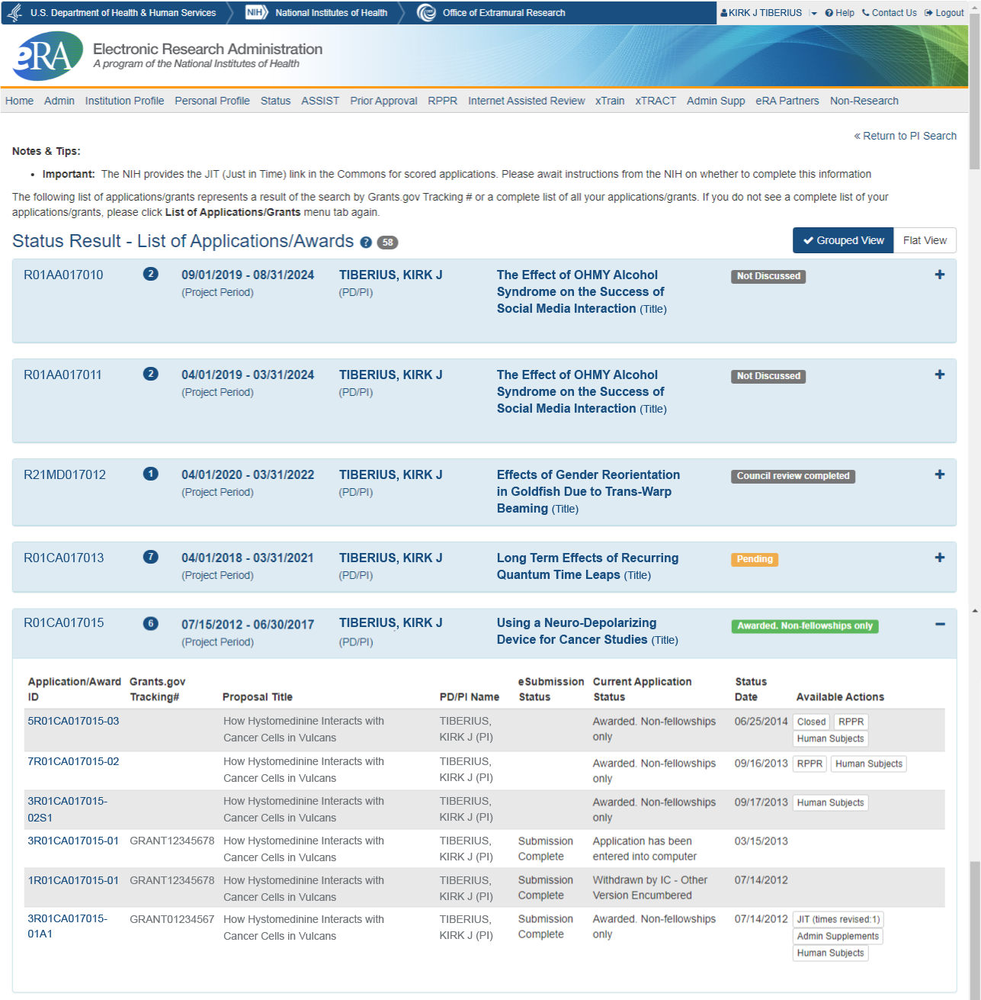 U.S. Department of Health & Human Services NIH National Institutes of Health Office of Extramural Research KIRK J TIBERIUS Help Contact Us Logout
eRA Electronic Research Administration
A program of the National Institutes of Health
Home Admin Institution Profile Personal Profile Status ASSIST Prior Approval RPPR Internet Assisted Review xTrain xTRACT Admin Supp eRA Partners Non-Research
« Return to PI Search
Notes & Tips:
• Important: The NIH provides the JIT (Just in Time) link in the Commons for scored applications. Please await instructions from the NIH on whether to complete this information
The following list of applications/grants represents a result of the search by Grants.gov Tracking # or a complete list of all your applications/grants. If you do not see a complete list of your
applications/grants, please click List of Applications/Grants menu tab again.
Status Result - List of Applications/Awards ? 58 Grouped View Flat View
R01AA017010 2 09/01/2019 - 08/31/2024 TIBERIUS, KIRK J The Effect of OHMY Alcohol Not Discussed +
(Project Period) (PD/PI) Syndrome on the Success of
Social Media Interaction (Title)
R01AA017011 2 04/01/2019 - 03/31/2024 TIBERIUS, KIRK J The Effect of OHMY Alcohol Not Discussed +
(Project Period) (PD/PI) Syndrome on the Success of
Social Media Interaction (Title)
R21MD017012 1 04/01/2020 - 03/31/2022 TIBERIUS, KIRK J Effects of Gender Reorientation Council review completed +
(Project Period) (PD/PI) in Goldfish Due to Trans-Warp
Beaming (Title)
R01CA017013 7 04/01/2018 - 03/31/2021 TIBERIUS, KIRK J Long Term Effects of Recurring Pending +
(Project Period) (PD/PI) Quantum Time Leaps (Title)
R01CA017015 6 07/15/2012 - 06/30/2017 TIBERIUS, KIRK J Using a Neuro-Depolarizing Awarded. Non-fellowships only −
(Project Period) (PD/PI) Device for Cancer Studies (Title)
Application/Award Grants.gov eSubmission Current Application Status
ID Tracking# Proposal Title PD/PI Name Status Status Date Available Actions
5R01CA017015-03 How Hystomedinine Interacts with TIBERIUS, Awarded. Non-fellowships 06/25/2014 Closed RPPR
Cancer Cells in Vulcans KIRK J (PI) only Human Subjects
7R01CA017015-02 How Hystomedinine Interacts with TIBERIUS, Awarded. Non-fellowships 09/16/2013 RPPR Human Subjects
Cancer Cells in Vulcans KIRK J (PI) only
3R01CA017015- How Hystomedinine Interacts with TIBERIUS, Awarded. Non-fellowships 09/17/2013 Human Subjects
02S1 Cancer Cells in Vulcans KIRK J (PI) only
3R01CA017015-01 GRANT12345678 How Hystomedinine Interacts with TIBERIUS, Submission Application has been 03/15/2013
Cancer Cells in Vulcans KIRK J (PI) Complete entered into computer
1R01CA017015-01 GRANT12345678 How Hystomedinine Interacts with TIBERIUS, Submission Withdrawn by IC - Other 07/14/2012
Cancer Cells in Vulcans KIRK J (PI) Complete Version Encumbered
3R01CA017015- GRANT01234567 How Hystomedinine Interacts with TIBERIUS, Submission Awarded. Non-fellowships 07/14/2012 JIT (times revised:1)
01A1 Cancer Cells in Vulcans KIRK J (PI) Complete only Admin Supplements
Human Subjects